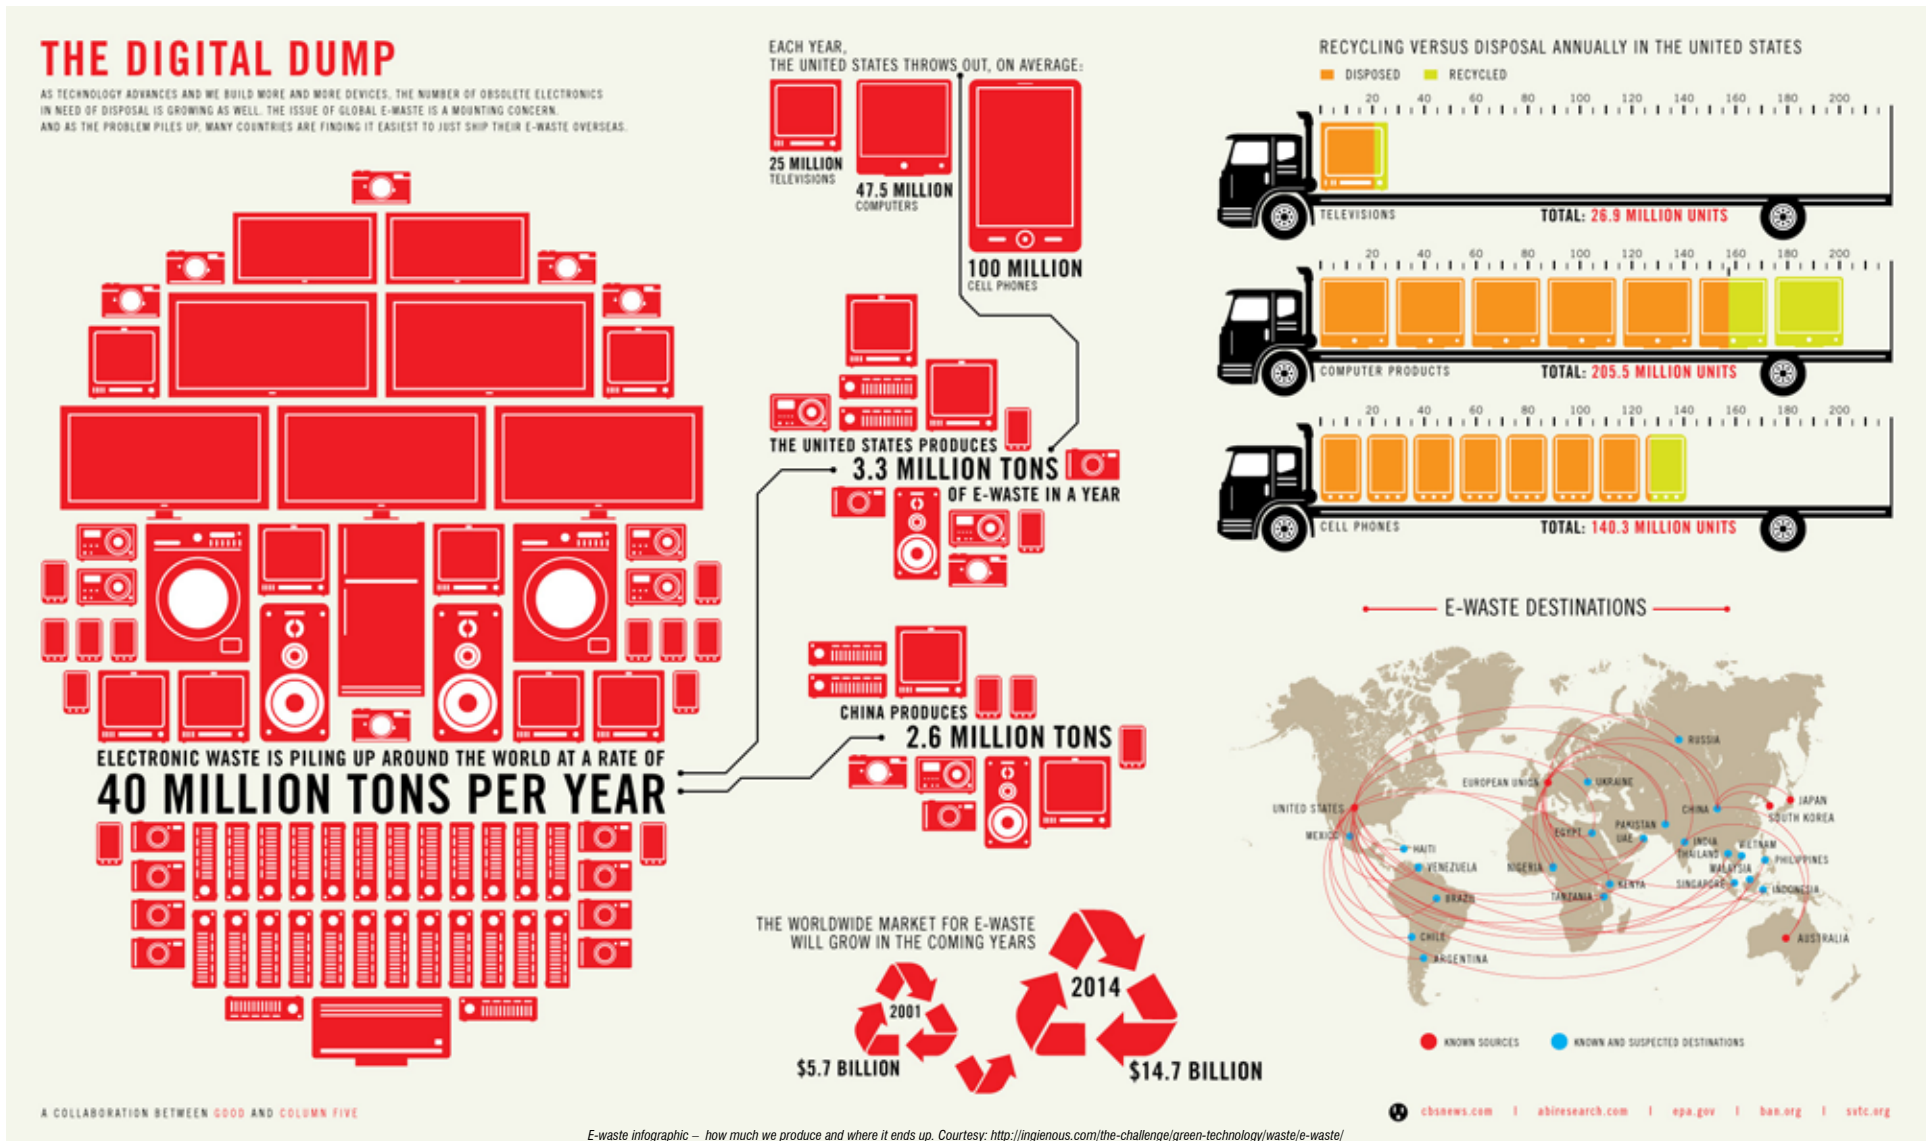 THE DIGITAL DUMP
AS TECHNOLOGY ADVANCES AND WE BUILD MORE AND MORE DEVICES, THE NUMBER OF OBSOLETE ELECTRONICS
IN NEED OF DISPOSAL IS GROWING AS WELL. THE ISSUE OF GLOBAL E-WASTE IS A MOUNTING CONCERN.
AND AS THE PROBLEM PILES UP, MANY COUNTRIES ARE FINDING IT EASIEST TO JUST SHIP THEIR E-WASTE OVERSEAS.
ELECTRONIC WASTE IS PILING UP AROUND THE WORLD AT A RATE OF
40 MILLION TONS PER YEAR
A COLLABORATION BETWEEN GOOD AND COLUMN FIVE
EACH YEAR,
THE UNITED STATES THROWS OUT, ON AVERAGE:
25 MILLION
TELEVISIONS
47.5 MILLION
COMPUTERS
100 MILLION
CELL PHONES
THE UNITED STATES PRODUCES
3.3 MILLION TONS
OF E-WASTE IN A YEAR
CHINA PRODUCES
2.6 MILLION TONS
THE WORLDWIDE MARKET FOR E-WASTE
WILL GROW IN THE COMING YEARS
2001
$5.7 BILLION
2014
$14.7 BILLION
RECYCLING VERSUS DISPOSAL ANNUALLY IN THE UNITED STATES
DISPOSED RECYCLED
20 40 60 80 100 120 140 160 180 200
TELEVISIONS TOTAL: 26.9 MILLION UNITS
20 40 60 80 100 120 140 160 180 200
COMPUTER PRODUCTS TOTAL: 205.5 MILLION UNITS
20 40 60 80 100 120 140 160 180 200
CELL PHONES TOTAL: 140.3 MILLION UNITS
E-WASTE DESTINATIONS
RUSSIA
EUROPEAN UNION
UKRAINE
UNITED STATES
CHINA
JAPAN
SOUTH KOREA
MEXICO
EGYPT
PAKISTAN
UAE
INDIA
VIETNAM
HAITI
THAILAND
PHILIPPINES
VENEZUELA
NIGERIA
MALAYSIA
KENYA
SINGAPORE
INDONESIA
BRAZIL
TANZANIA
CHILE
AUSTRALIA
ARGENTINA
KNOWN SOURCES KNOWN AND SUSPECTED DESTINATIONS
cbsnews.com | abiresearch.com | epa.gov | ban.org | svtc.org
E-waste infographic – how much we produce and where it ends up. Courtesy: http://ingienous.com/the-challenge/green-technology/waste/e-waste/